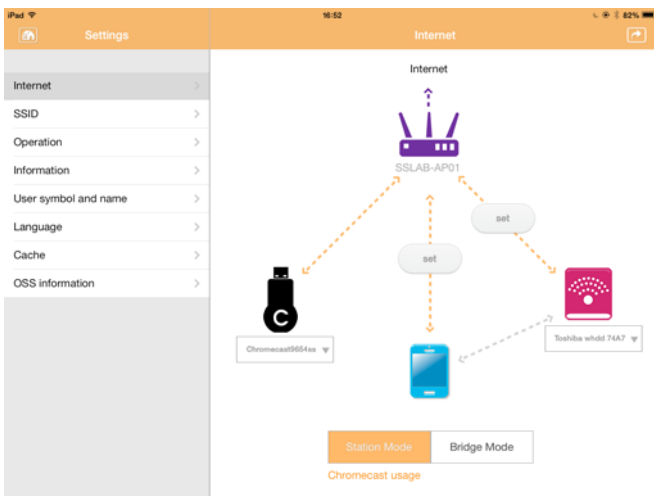 iPad 16:52 82%
Settings
Internet
Internet
SSID
Operation
Information
User symbol and name
Language
Cache
OSS information
Internet
SSLAB-AP01
set
set
C
Chromecast9654aa
Toshiba whdd 74A7
Station Mode Bridge Mode
Chromecast usage